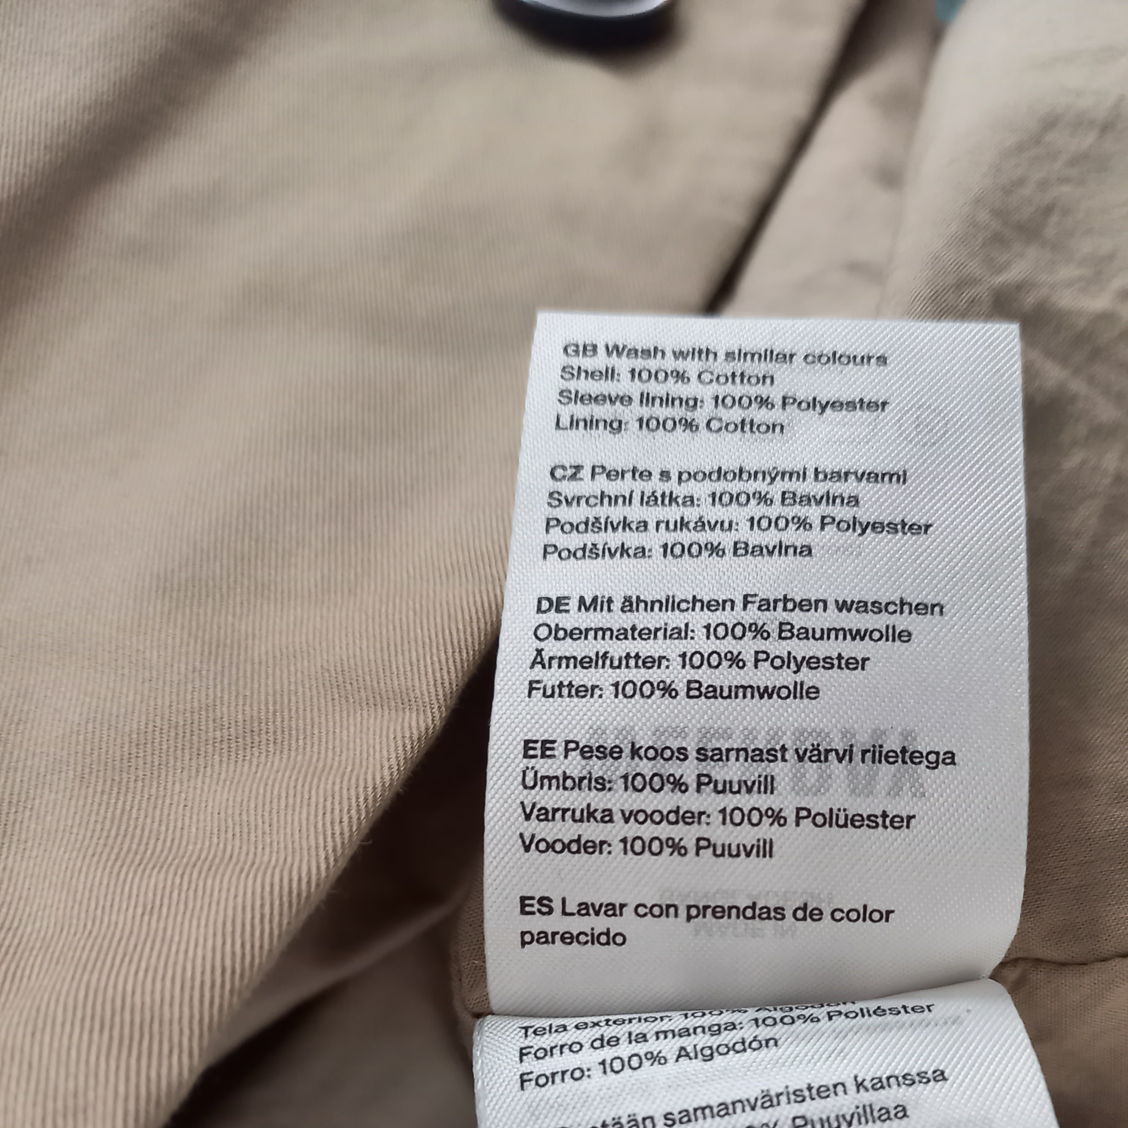 GB Wash with similar colours
Shell: 100% Cotton
Sleeve lining: 100% Polyester
Lining: 100% Cotton
CZ Perte s podobnými barvami
Svrchní látka: 100% Bavlna
Podšívka rukávu: 100% Polyester
Podšívka: 100% Bavlna
DE Mit ähnlichen Farben waschen
Obermaterial: 100% Baumwolle
Ärmelfutter: 100% Polyester
Futter: 100% Baumwolle
EE Pese koos sarnast värvi riietega
Ümbris: 100% Puuvill
Varruka vooder: 100% Polüester
Vooder: 100% Puuvill
ES Lavar con prendas de color
parecido
Tela exterior: 100% Algodón
Forro de la manga: 100% Poliéster
Forro: 100% Algodón
samanväristen kanssa
Puuvillaa